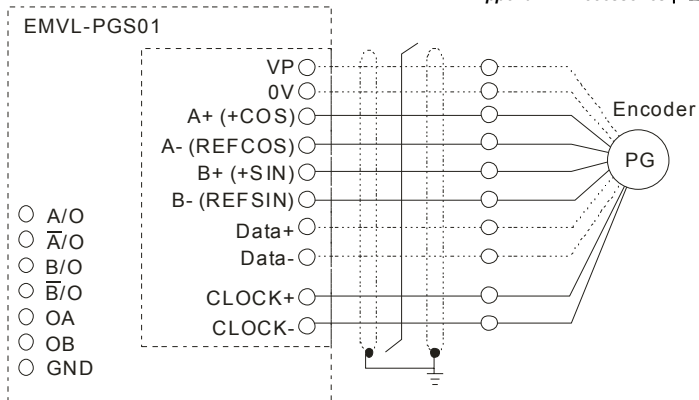 EMVL-PGS01
VP
0V
A+ (+COS)
A- (REFCOS)
B+ (+SIN)
B- (REFSIN)
Data+
Data-
CLOCK+
CLOCK-
Encoder
PG
A/O
A̅/O
B/O
B̅/O
OA
OB
GND